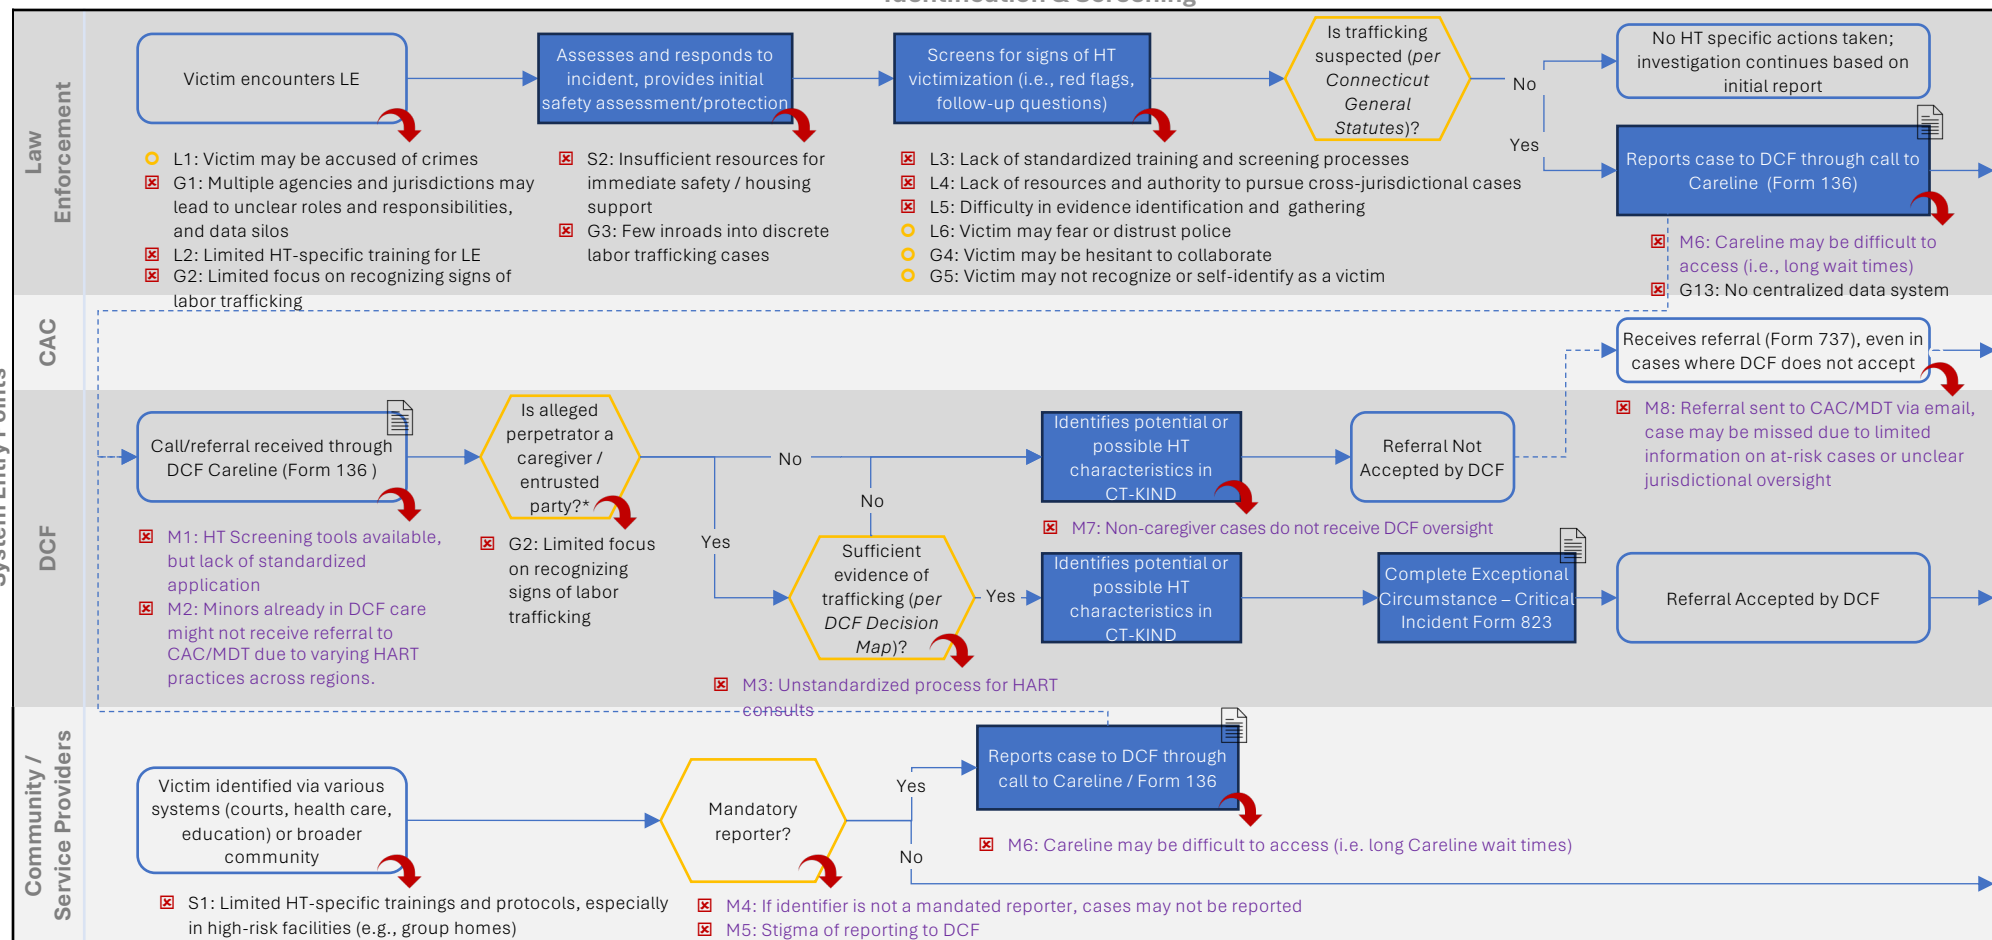 Identification & Screening
System Entry Points
Law
Enforcement
Victim encounters LE
Assesses and responds to
incident, provides initial
safety assessment/protection
Screens for signs of HT
victimization (i.e., red flags,
follow-up questions)
Is trafficking
suspected (per
Connecticut
General
Statutes)?
No
Yes
No HT specific actions taken;
investigation continues based on
initial report
Reports case to DCF through call to
Careline (Form 136)
L1: Victim may be accused of crimes
G1: Multiple agencies and jurisdictions may
lead to unclear roles and responsibilities,
and data silos
L2: Limited HT-specific training for LE
G2: Limited focus on recognizing signs of
labor trafficking
S2: Insufficient resources for
immediate safety / housing
support
G3: Few inroads into discrete
labor trafficking cases
L3: Lack of standardized training and screening processes
L4: Lack of resources and authority to pursue cross-jurisdictional cases
L5: Difficulty in evidence identification and gathering
L6: Victim may fear or distrust police
G4: Victim may be hesitant to collaborate
G5: Victim may not recognize or self-identify as a victim
M6: Careline may be difficult to
access (i.e., long wait times)
G13: No centralized data system
CAC
Receives referral (Form 737), even in
cases where DCF does not accept
M8: Referral sent to CAC/MDT via email,
case may be missed due to limited
information on at-risk cases or unclear
jurisdictional oversight
DCF
Call/referral received through
DCF Careline (Form 136 )
Is alleged
perpetrator a
caregiver /
entrusted
party?*
No
Yes
No
Identifies potential or
possible HT
characteristics in
CT-KIND
Referral Not
Accepted by DCF
M7: Non-caregiver cases do not receive DCF oversight
M1: HT Screening tools available,
but lack of standardized
application
M2: Minors already in DCF care
might not receive referral to
CAC/MDT due to varying HART
practices across regions.
G2: Limited focus
on recognizing
signs of labor
trafficking
Sufficient
evidence of
trafficking (per
DCF Decision
Map)?
Yes
Identifies potential or
possible HT
characteristics in
CT-KIND
Complete Exceptional
Circumstance – Critical
Incident Form 823
Referral Accepted by DCF
M3: Unstandardized process for HART
consults
Community /
Service Providers
Victim identified via various
systems (courts, health care,
education) or broader
community
Mandatory
reporter?
Yes
No
Reports case to DCF through
call to Careline / Form 136
M6: Careline may be difficult to access (i.e. long Careline wait times)
S1: Limited HT-specific trainings and protocols, especially
in high-risk facilities (e.g., group homes)
M4: If identifier is not a mandated reporter, cases may not be reported
M5: Stigma of reporting to DCF